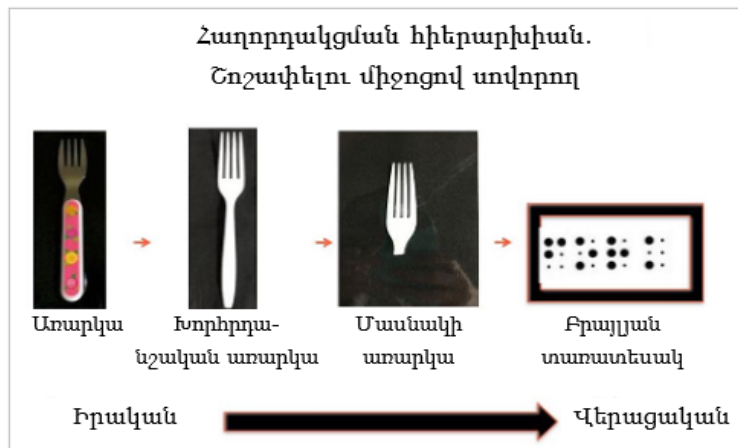 Հաղորդակցման հիերարխիան.
Շոշափելու միջոցով սովորող
Առարկա
Խորհրդա-
նշական առարկա
Մասնակի
առարկա
Բրայլյան
տառատեսակ
Իրական
Վերացական